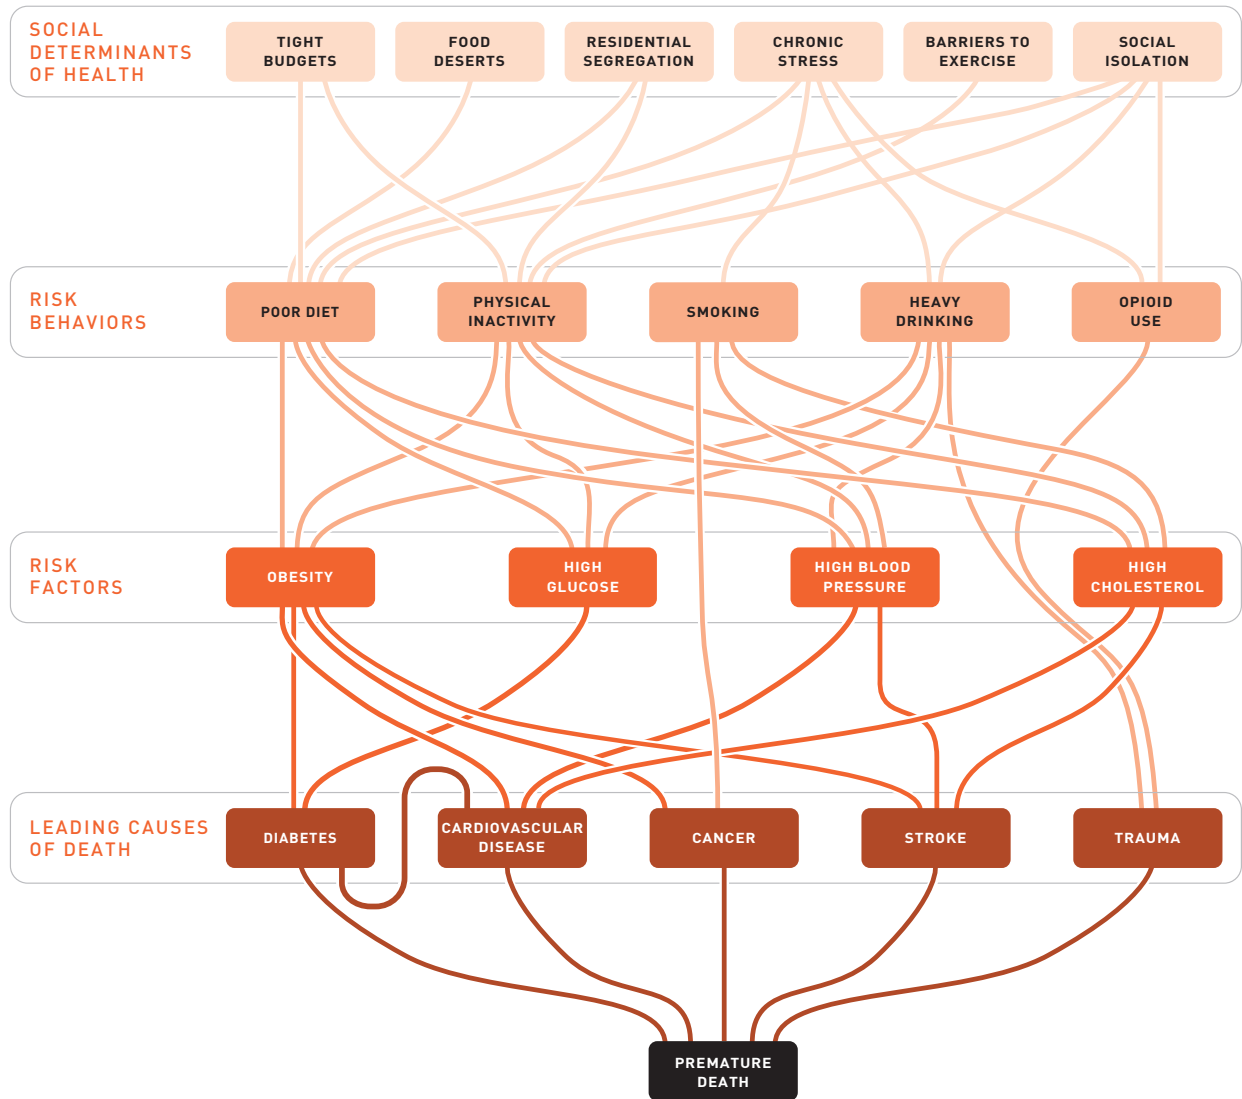 SOCIAL
DETERMINANTS
OF HEALTH
TIGHT
BUDGETS
FOOD
DESERTS
RESIDENTIAL
SEGREGATION
CHRONIC
STRESS
BARRIERS TO
EXERCISE
SOCIAL
ISOLATION
RISK
BEHAVIORS
POOR DIET
PHYSICAL
INACTIVITY
SMOKING
HEAVY
DRINKING
OPIOID
USE
RISK
FACTORS
OBESITY
HIGH
GLUCOSE
HIGH BLOOD
PRESSURE
HIGH
CHOLESTEROL
LEADING CAUSES
OF DEATH
DIABETES
CARDIOVASCULAR
DISEASE
CANCER
STROKE
TRAUMA
PREMATURE
DEATH